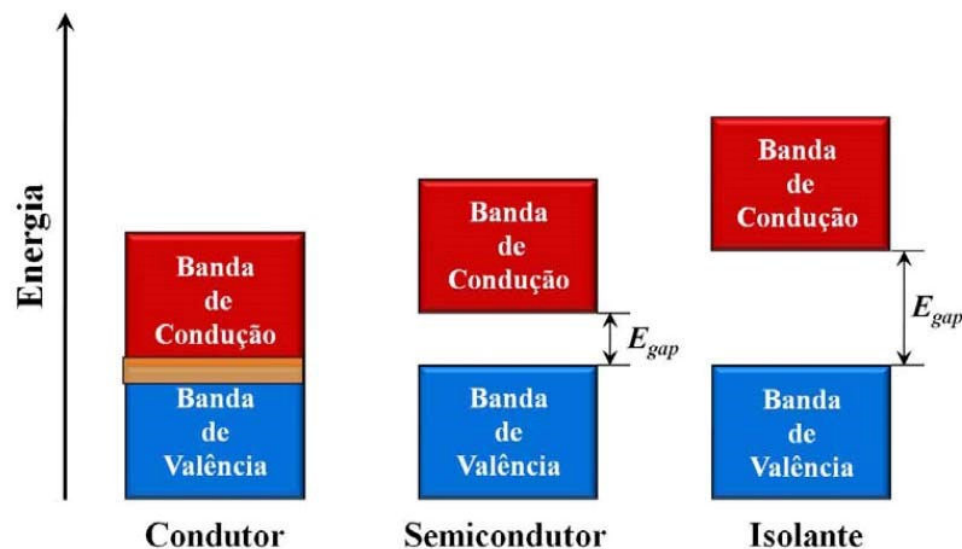 Energia
Banda
de
Condução
Banda
de
Valência
Condutor
Banda
de
Condução
E gap
Banda
de
Valência
Semicondutor
Banda
de
Condução
E gap
Banda
de
Valência
Isolante